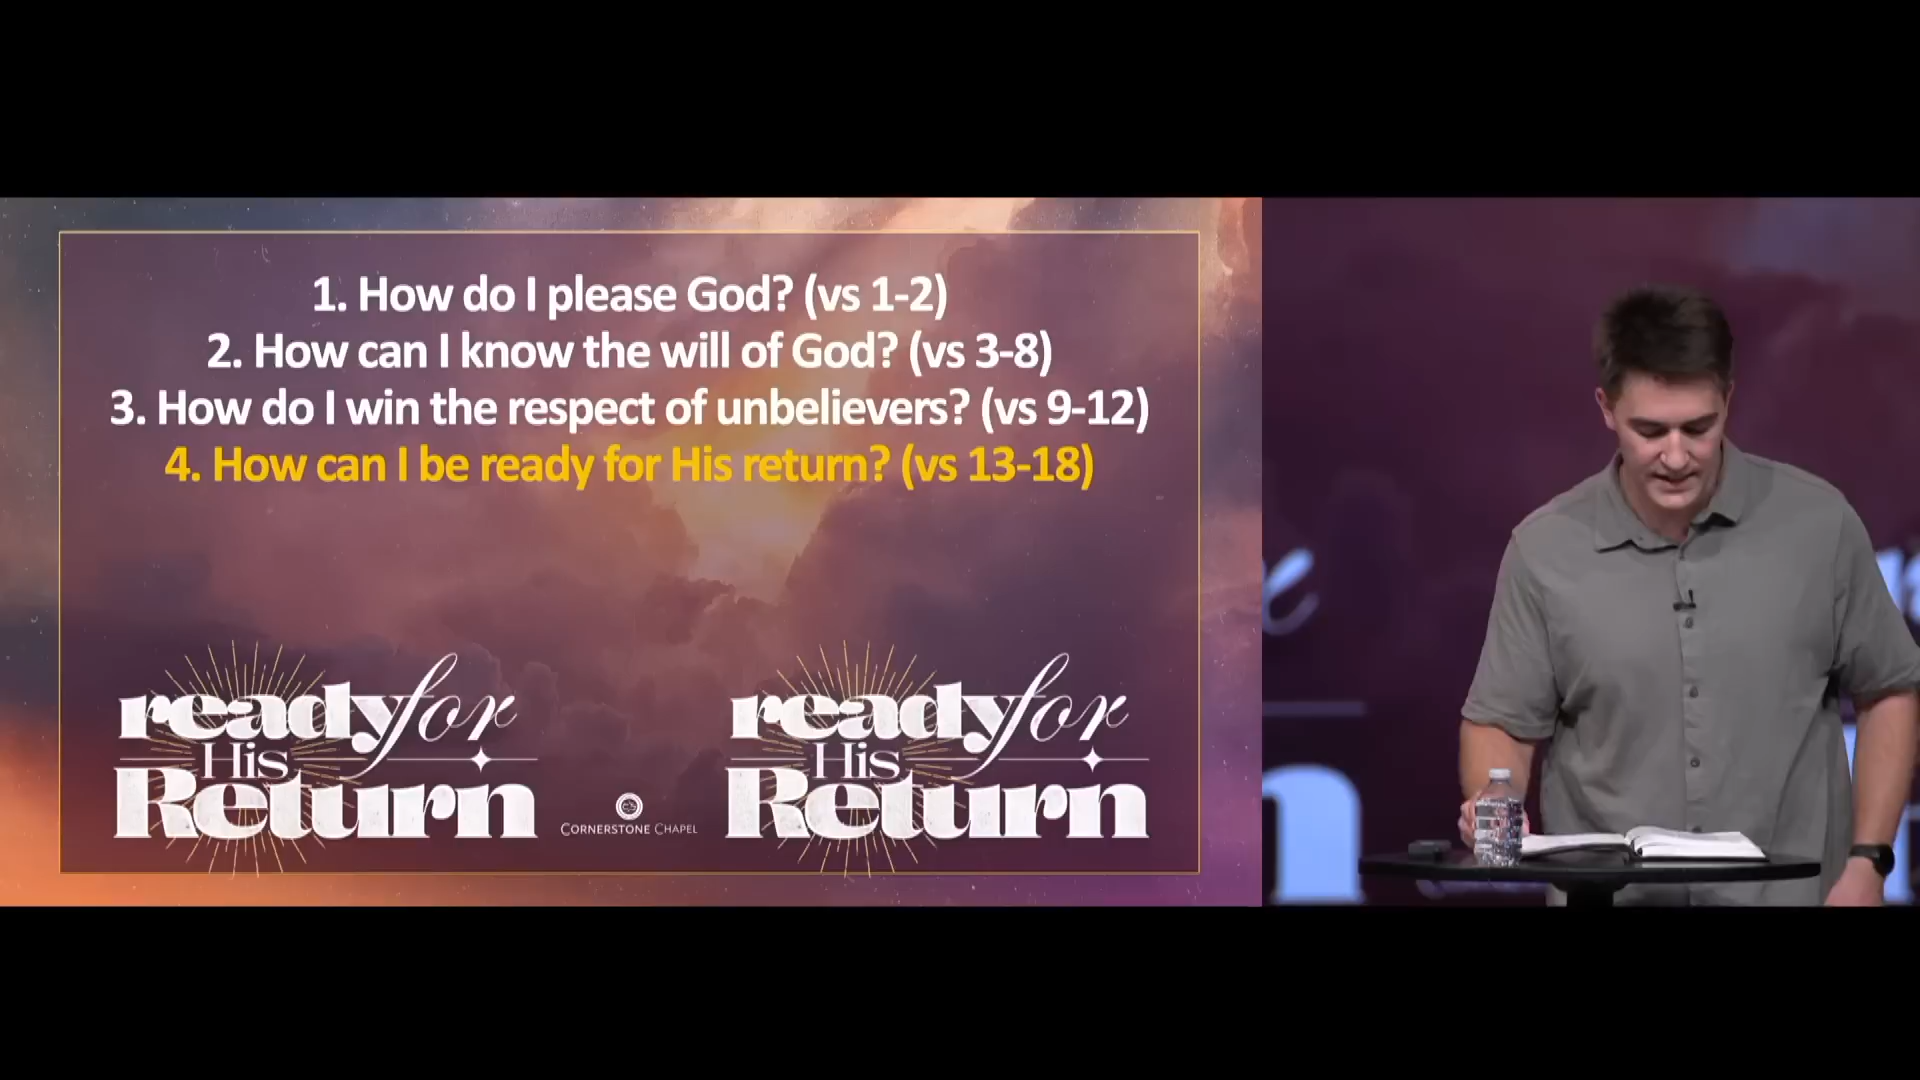 1. How do I please God? (vs 1-2)
2. How can I know the will of God? (vs 3-8)
3. How do I win the respect of unbelievers? (vs 9-12)
4. How can I be ready for His return? (vs 13-18)
ready for
His
Return
CORNERSTONE CHAPEL
ready for
His
Return